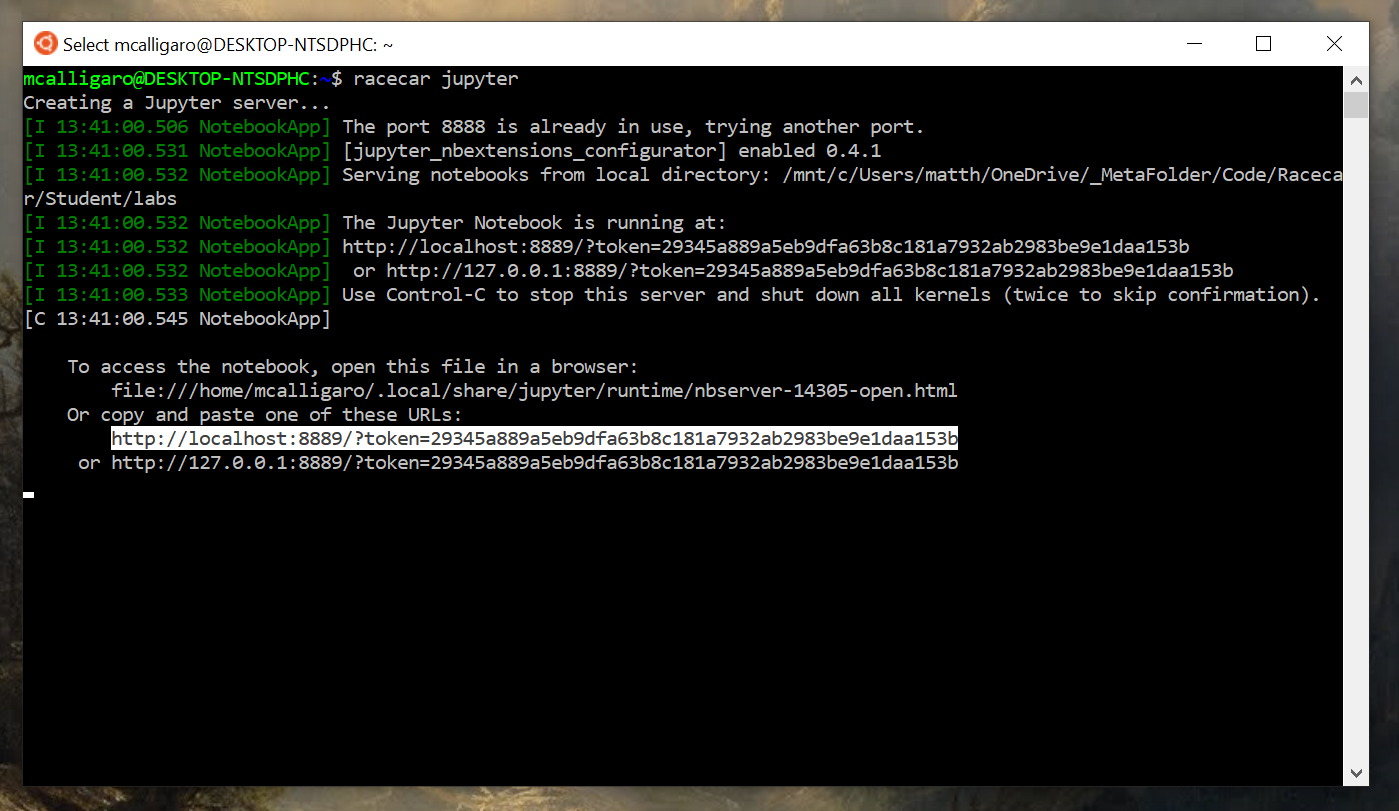 Select mcalligaro@DESKTOP-NTSDPHC: ~
mcalligaro@DESKTOP-NTSDPHC:~$ racecar jupyter
Creating a Jupyter server...
[I 13:41:00.506 NotebookApp] The port 8888 is already in use, trying another port.
[I 13:41:00.531 NotebookApp] [jupyter_nbextensions_configurator] enabled 0.4.1
[I 13:41:00.532 NotebookApp] Serving notebooks from local directory: /mnt/c/Users/matth/OneDrive/_MetaFolder/Code/Raceca
r/Student/labs
[I 13:41:00.532 NotebookApp] The Jupyter Notebook is running at:
[I 13:41:00.532 NotebookApp] http://localhost:8889/?token=29345a889a5eb9dfa63b8c181a7932ab2983be9e1daa153b
[I 13:41:00.532 NotebookApp]  or http://127.0.0.1:8889/?token=29345a889a5eb9dfa63b8c181a7932ab2983be9e1daa153b
[I 13:41:00.533 NotebookApp] Use Control-C to stop this server and shut down all kernels (twice to skip confirmation).
[C 13:41:00.545 NotebookApp]
To access the notebook, open this file in a browser:
file:///home/mcalligaro/.local/share/jupyter/runtime/nbserver-14305-open.html
Or copy and paste one of these URLs:
http://localhost:8889/?token=29345a889a5eb9dfa63b8c181a7932ab2983be9e1daa153b
or http://127.0.0.1:8889/?token=29345a889a5eb9dfa63b8c181a7932ab2983be9e1daa153b